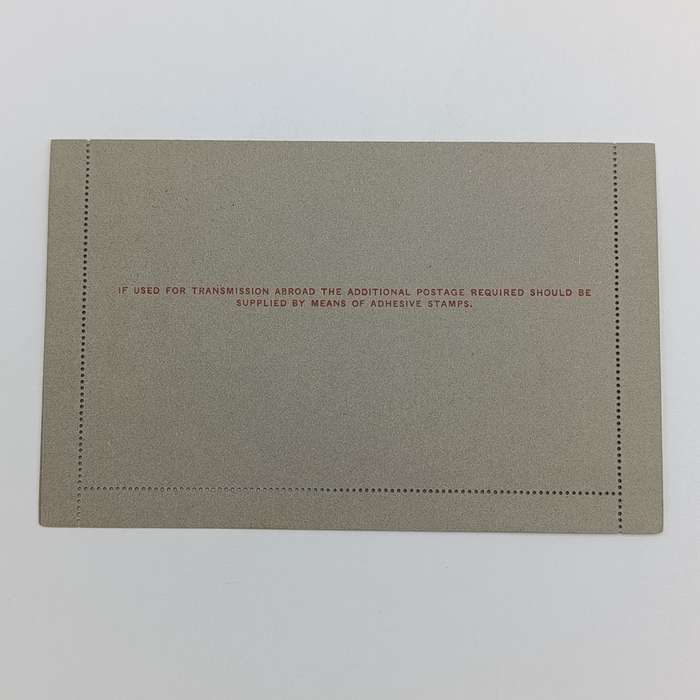 IF USED FOR TRANSMISSION ABROAD THE ADDITIONAL POSTAGE REQUIRED SHOULD BE
SUPPLIED BY MEANS OF ADHESIVE STAMPS.